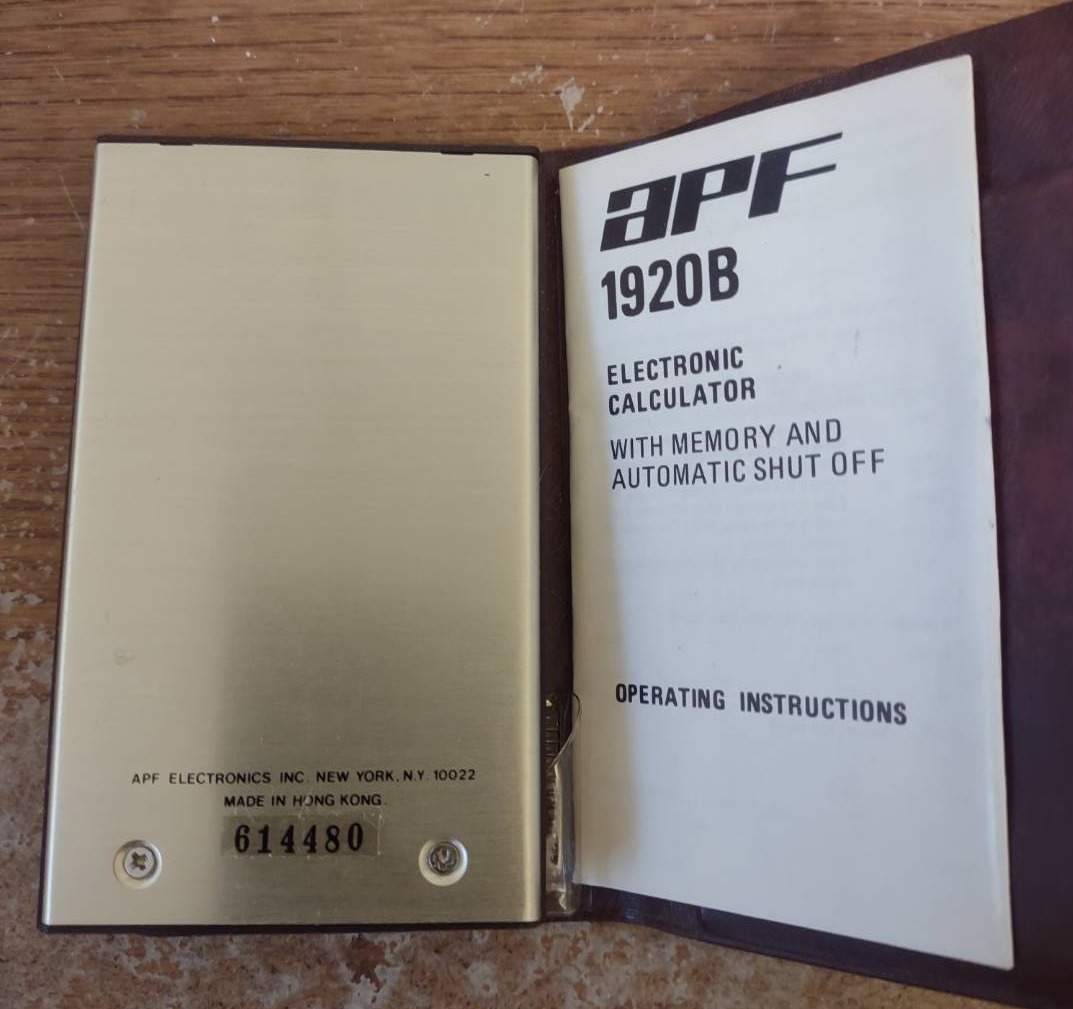 APF ELECTRONICS INC. NEW YORK, N.Y. 10022
MADE IN HONG KONG.
614480
apf
1920B
ELECTRONIC
CALCULATOR
WITH MEMORY AND
AUTOMATIC SHUT OFF
OPERATING INSTRUCTIONS